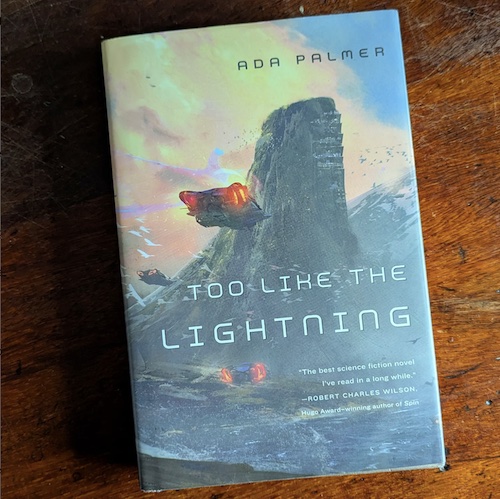 ADA PALMER
TOO LIKE THE
LIGHTNING
"The best science fiction novel
I've read in a long while."
—ROBERT CHARLES WILSON,
Hugo Award–winning author of Spin